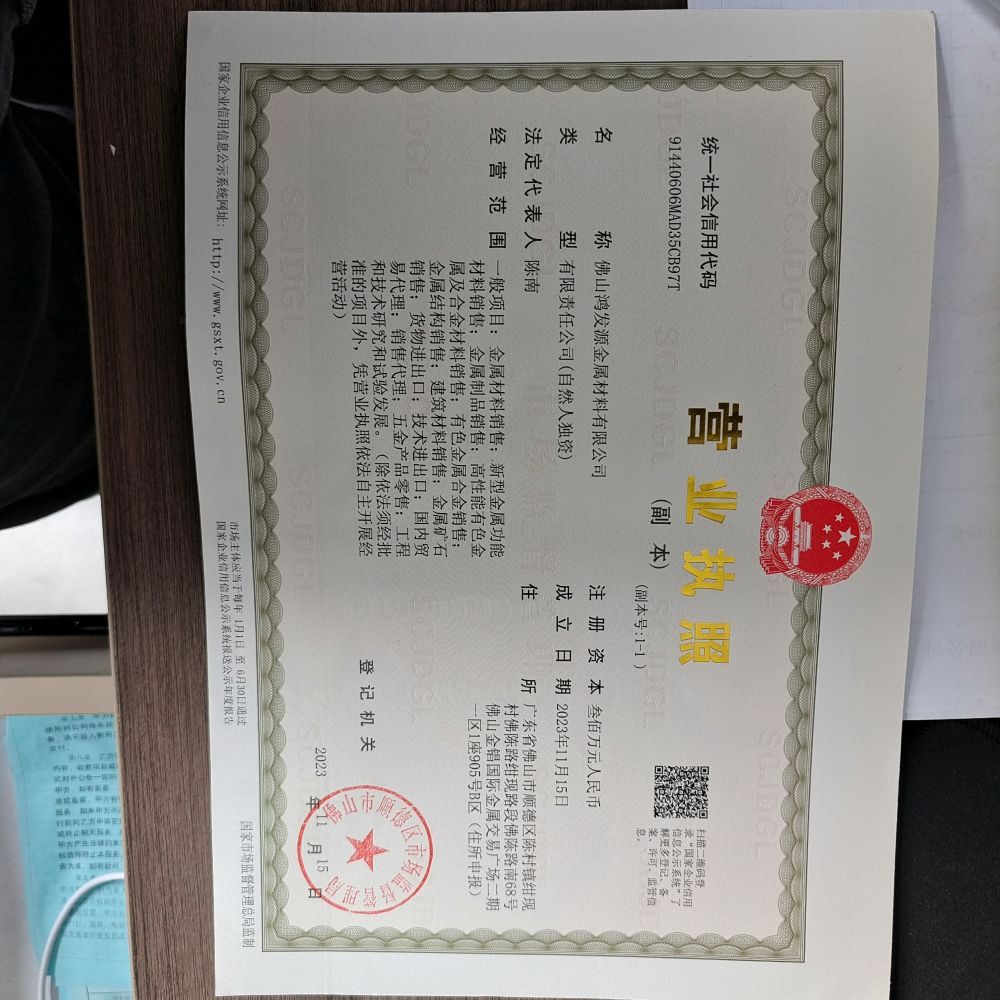 统一社会信用代码
91440606MAD35CB97T
营业执照
(副 本)
(副本号:1-1)
扫描二维码登
录“国家企业信用
信息公示系统”了
解更多登记、备
案、许可、监管信
息。
名 称 佛山鸿发源金属材料有限公司
类 型 有限责任公司(自然人独资)
法定代表人 陈南
经营范围 一般项目：金属材料销售；新型金属功能
材料销售；金属制品销售；高性能有色金
属及合金材料销售；有色金属合金销售；
金属结构销售；建筑材料销售；金属矿石
销售；货物进出口；技术进出口；国内贸
易代理；销售代理；五金产品零售；工程
和技术研究和试验发展。（除依法须经批
准的项目外，凭营业执照依法自主开展经
营活动）
注册资本 叁佰万元人民币
成立日期 2023年11月15日
住 所 广东省佛山市顺德区陈村镇绀现
村佛陈路绀现路段佛陈路南68号
佛山金锠国际金属交易广场二期
一区1座905号B区（住所申报）
登记机关
佛山市顺德区市场监督管理局
2023 年 11 月 15 日
国家企业信用信息公示系统网址：http://www.gsxt.gov.cn
市场主体应当于每年 1月1日 至 6月30日通过
国家企业信用信息公示系统报送公示年度报告
国家市场监督管理总局监制